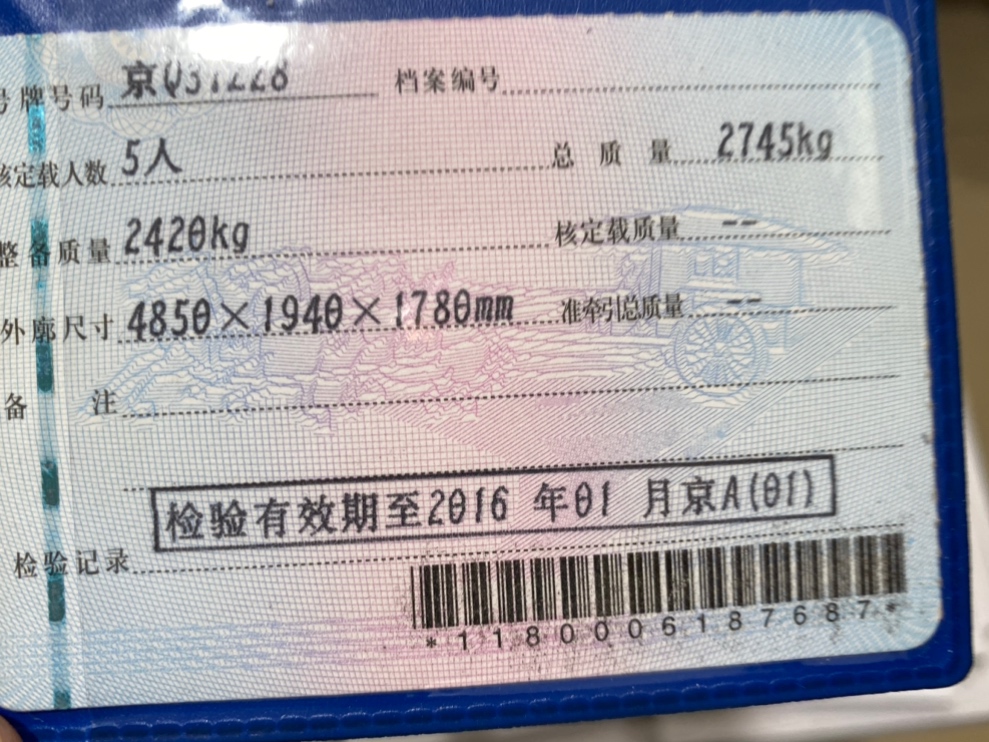 号牌号码 京Q31228 档案编号
核定载人数 5人 总质量 2745kg
整备质量 2420kg 核定载质量 --
外廓尺寸 4850×1940×1780mm 准牵引总质量 --
备注
检验有效期至2016 年01 月京A(01)
检验记录
*1180006187687*